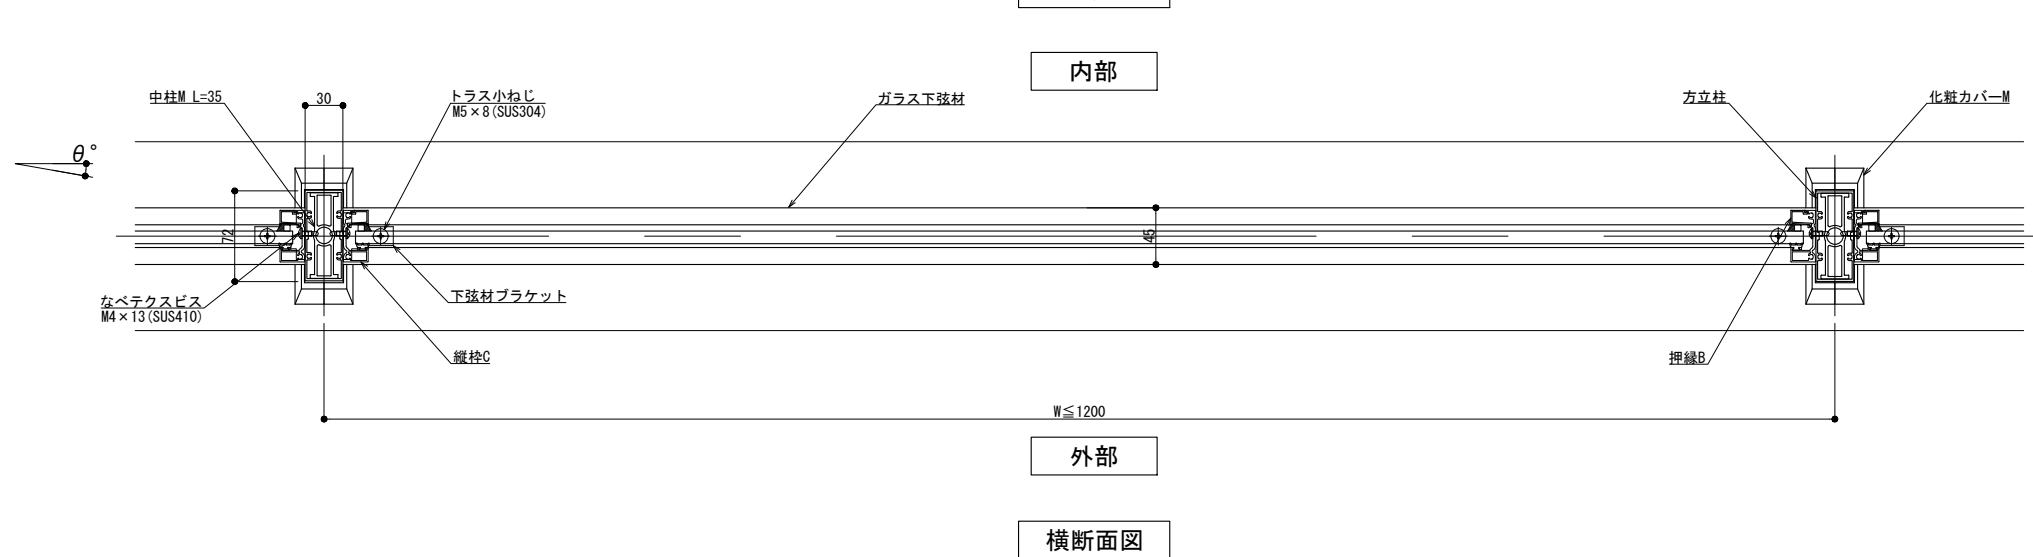 内部
中柱M L=35
30
トラス小ねじ
M5×8(SUS304)
ガラス下弦材
方立柱
化粧カバーM
θ°
72
45
なべテクスビス
M4×13(SUS410)
下弦材ブラケット
縦枠C
押縁B
W≦1200
外部
横断面図